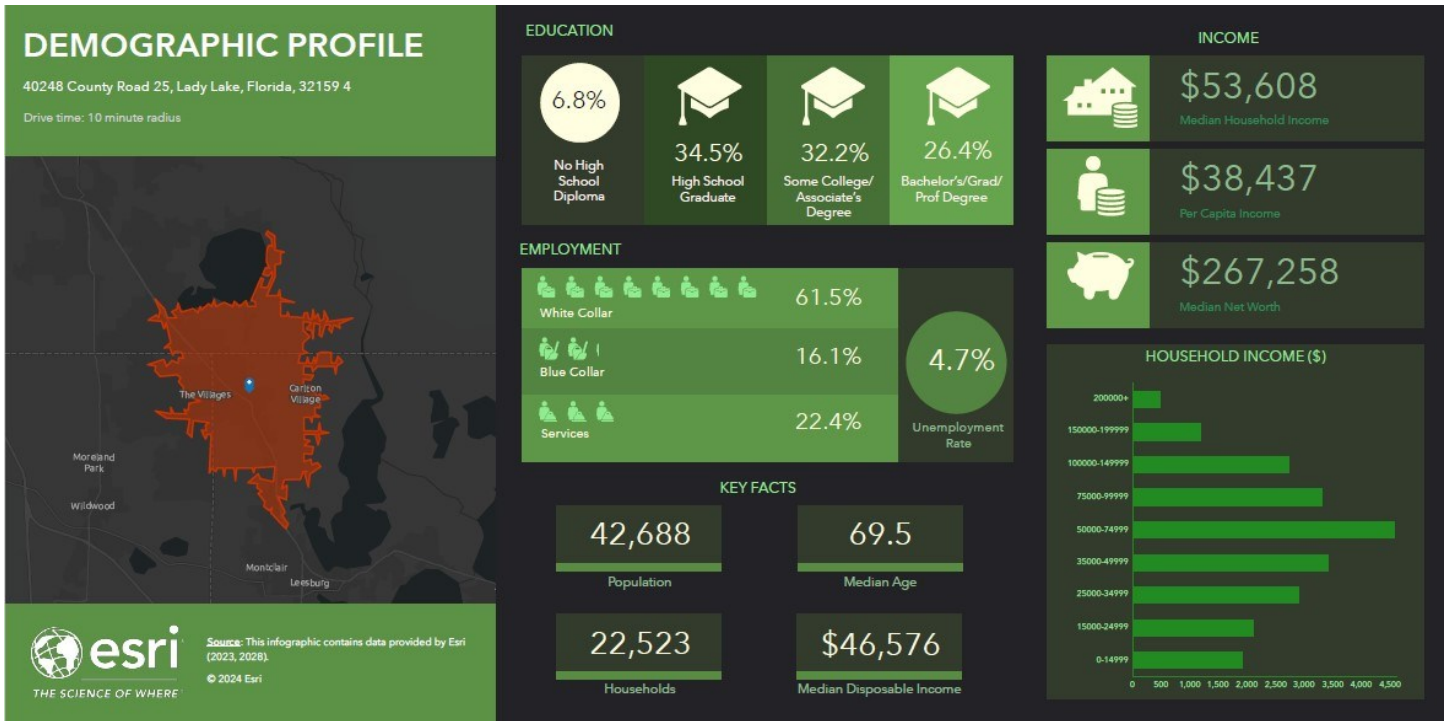 DEMOGRAPHIC PROFILE
40248 County Road 25, Lady Lake, Florida, 32159 4
Drive time: 10 minute radius
The Villages
Carlton
Village
Moreland
Park
Wildwood
Montclair
Leesburg
esri
THE SCIENCE OF WHERE
Source: This infographic contains data provided by Esri
(2023, 2028).
© 2024 Esri
EDUCATION
6.8%
No High
School
Diploma
34.5%
High School
Graduate
32.2%
Some College/
Associate's
Degree
26.4%
Bachelor's/Grad/
Prof Degree
EMPLOYMENT
White Collar
61.5%
Blue Collar
16.1%
Services
22.4%
4.7%
Unemployment
Rate
KEY FACTS
42,688
Population
69.5
Median Age
22,523
Households
$46,576
Median Disposable Income
INCOME
$53,608
Median Household Income
$38,437
Per Capita Income
$267,258
Median Net Worth
HOUSEHOLD INCOME ($)
200000+
150000-199999
100000-149999
75000-99999
50000-74999
35000-49999
25000-34999
15000-24999
0-14999
0 500 1,000 1,500 2,000 2,500 3,000 3,500 4,000 4,500